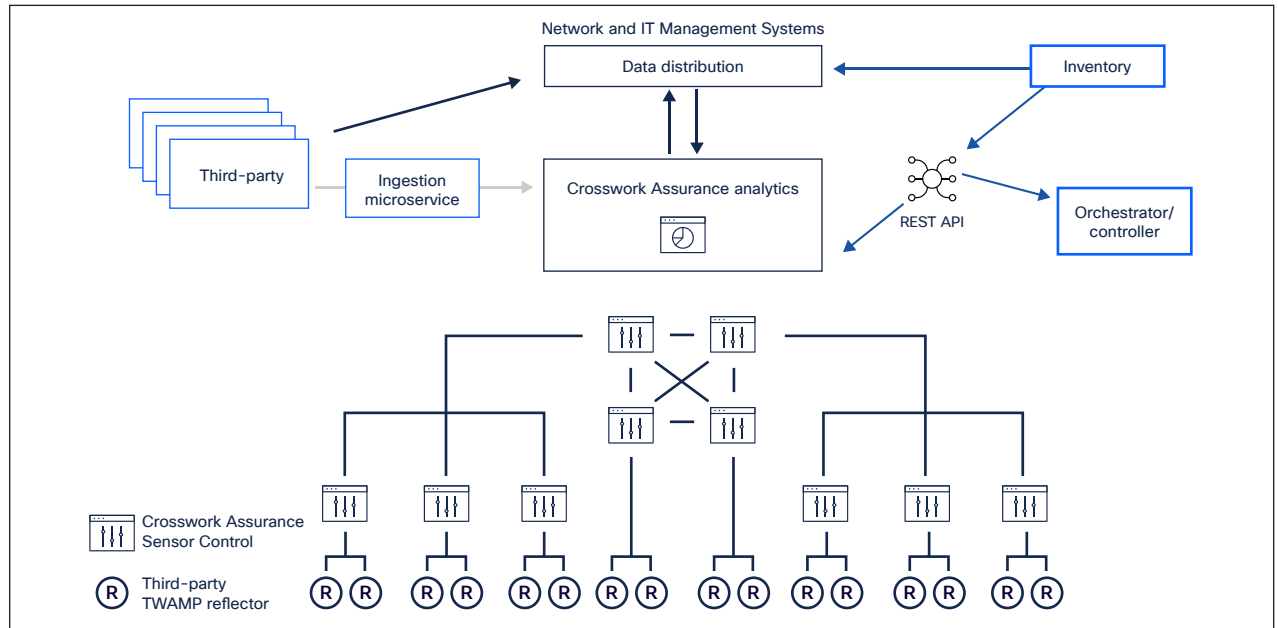 Network and IT Management Systems
Data distribution
Inventory
Third-party
Ingestion
microservice
Crosswork Assurance analytics
REST API
Orchestrator/
controller
Crosswork Assurance
Sensor Control
Third-party
TWAMP reflector
R
R R R R R R R R R R R R R R R R